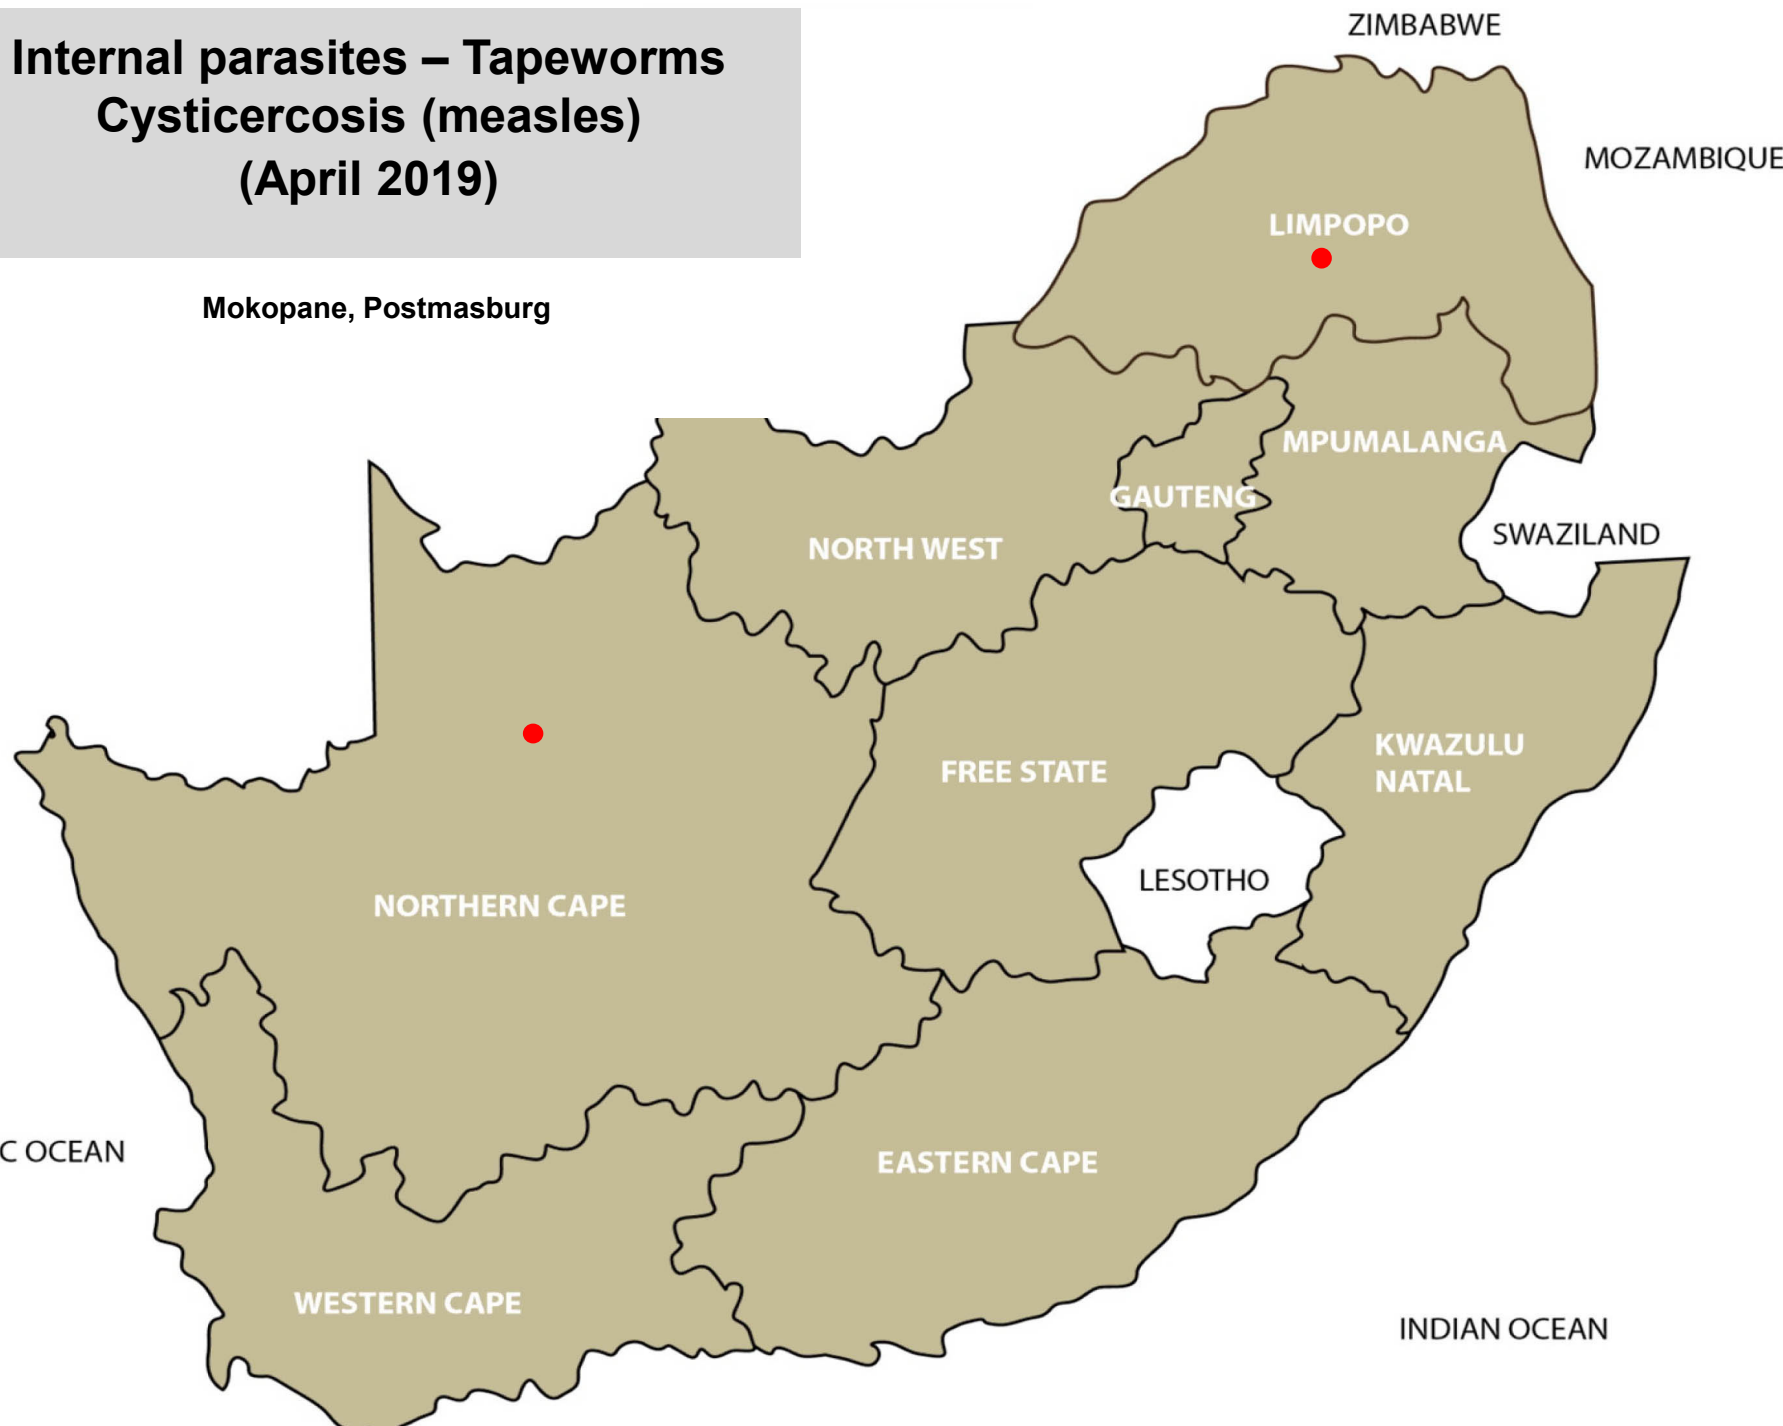 Internal parasites – Tapeworms
Cysticercosis (measles)
(April 2019)
Mokopane, Postmasburg
ZIMBABWE
MOZAMBIQUE
LIMPOPO
MPUMALANGA
GAUTENG
SWAZILAND
NORTH WEST
KWAZULU
NATAL
FREE STATE
LESOTHO
NORTHERN CAPE
C OCEAN
EASTERN CAPE
WESTERN CAPE
INDIAN OCEAN